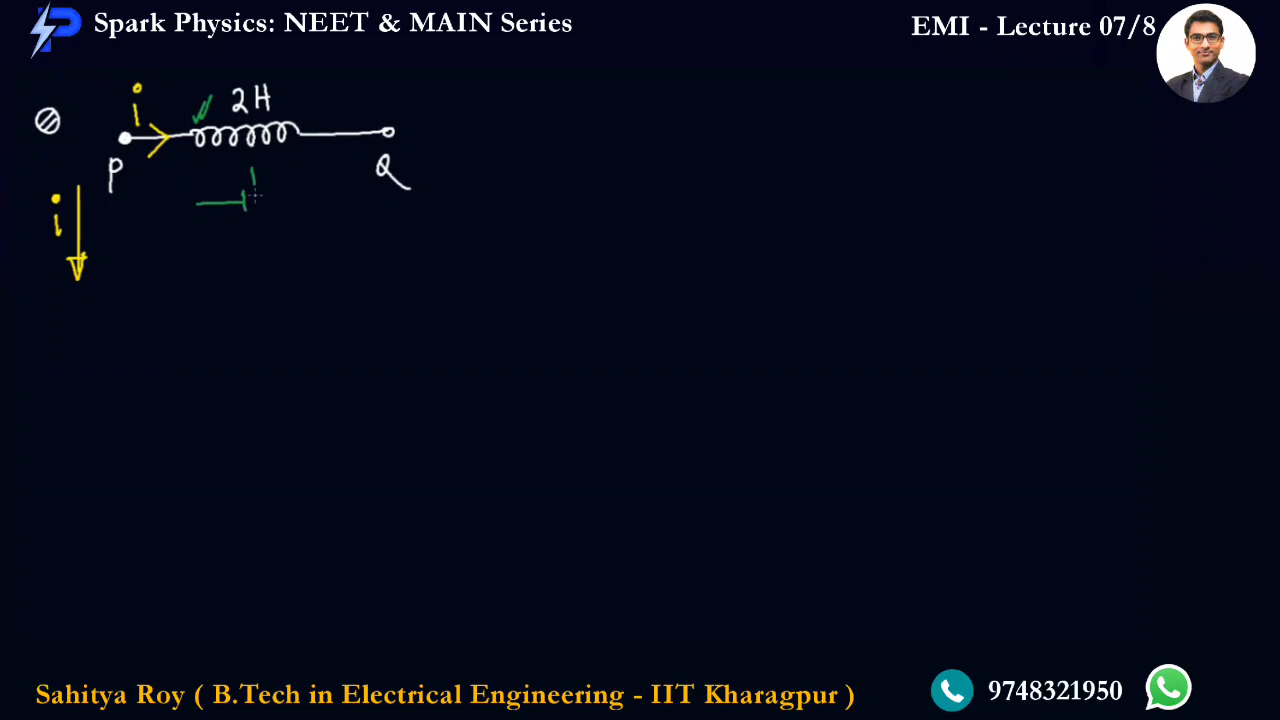 Spark Physics: NEET & MAIN Series
EMI - Lecture 07/8
i
2H
P
Q
i
Sahitya Roy ( B.Tech in Electrical Engineering - IIT Kharagpur )
9748321950